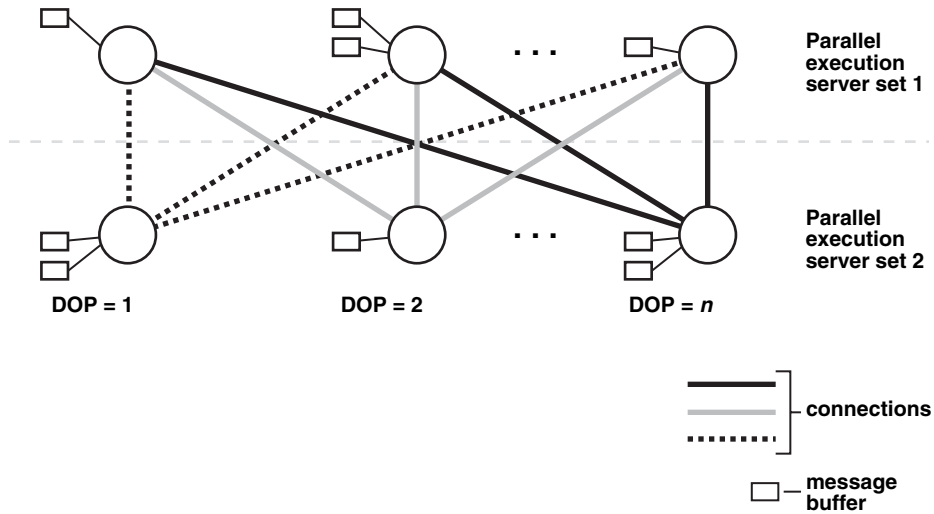 . . .
Parallel
execution
server set 1
. . .
Parallel
execution
server set 2
DOP = 1
DOP = 2
DOP = n
connections
message
buffer